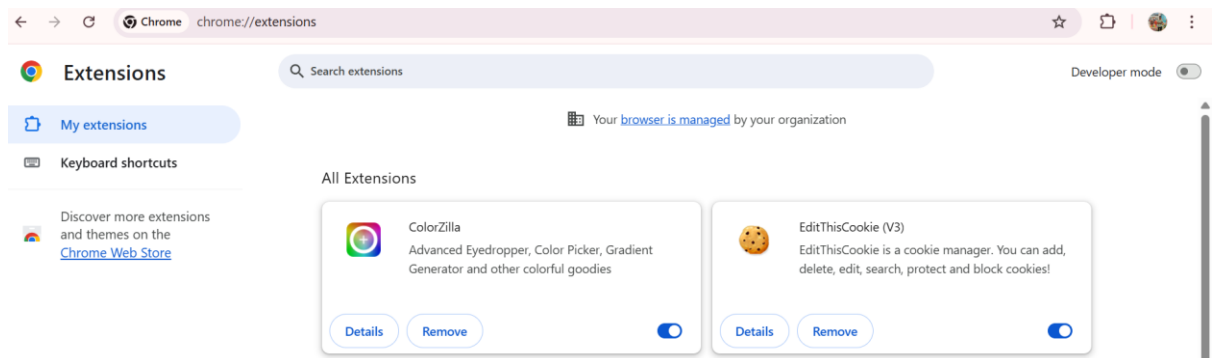 Chrome chrome://extensions
Extensions
Search extensions
Developer mode
My extensions
Keyboard shortcuts
Discover more extensions
and themes on the
Chrome Web Store
Your browser is managed by your organization
All Extensions
ColorZilla
Advanced Eyedropper, Color Picker, Gradient
Generator and other colorful goodies
Details Remove
EditThisCookie (V3)
EditThisCookie is a cookie manager. You can add,
delete, edit, search, protect and block cookies!
Details Remove